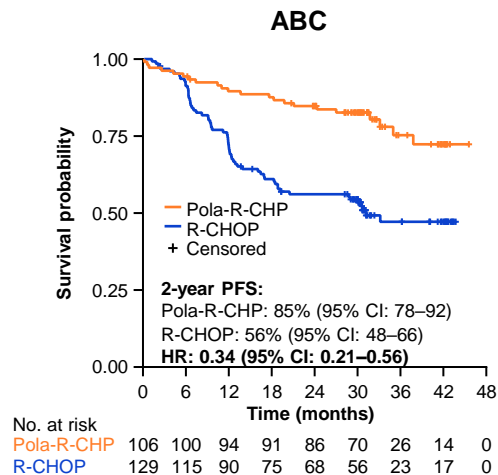 ABC
Survival probability
1.00
0.75
0.50
0.25
0.00
Pola-R-CHP
R-CHOP
Censored
2-year PFS:
Pola-R-CHP: 85% (95% CI: 78–92)
R-CHOP: 56% (95% CI: 48–66)
HR: 0.34 (95% CI: 0.21–0.56)
0 6 12 18 24 30 36 42 48
Time (months)
No. at risk
Pola-R-CHP 106 100 94 91 86 70 26 14 0
R-CHOP 129 115 90 75 68 56 23 17 0